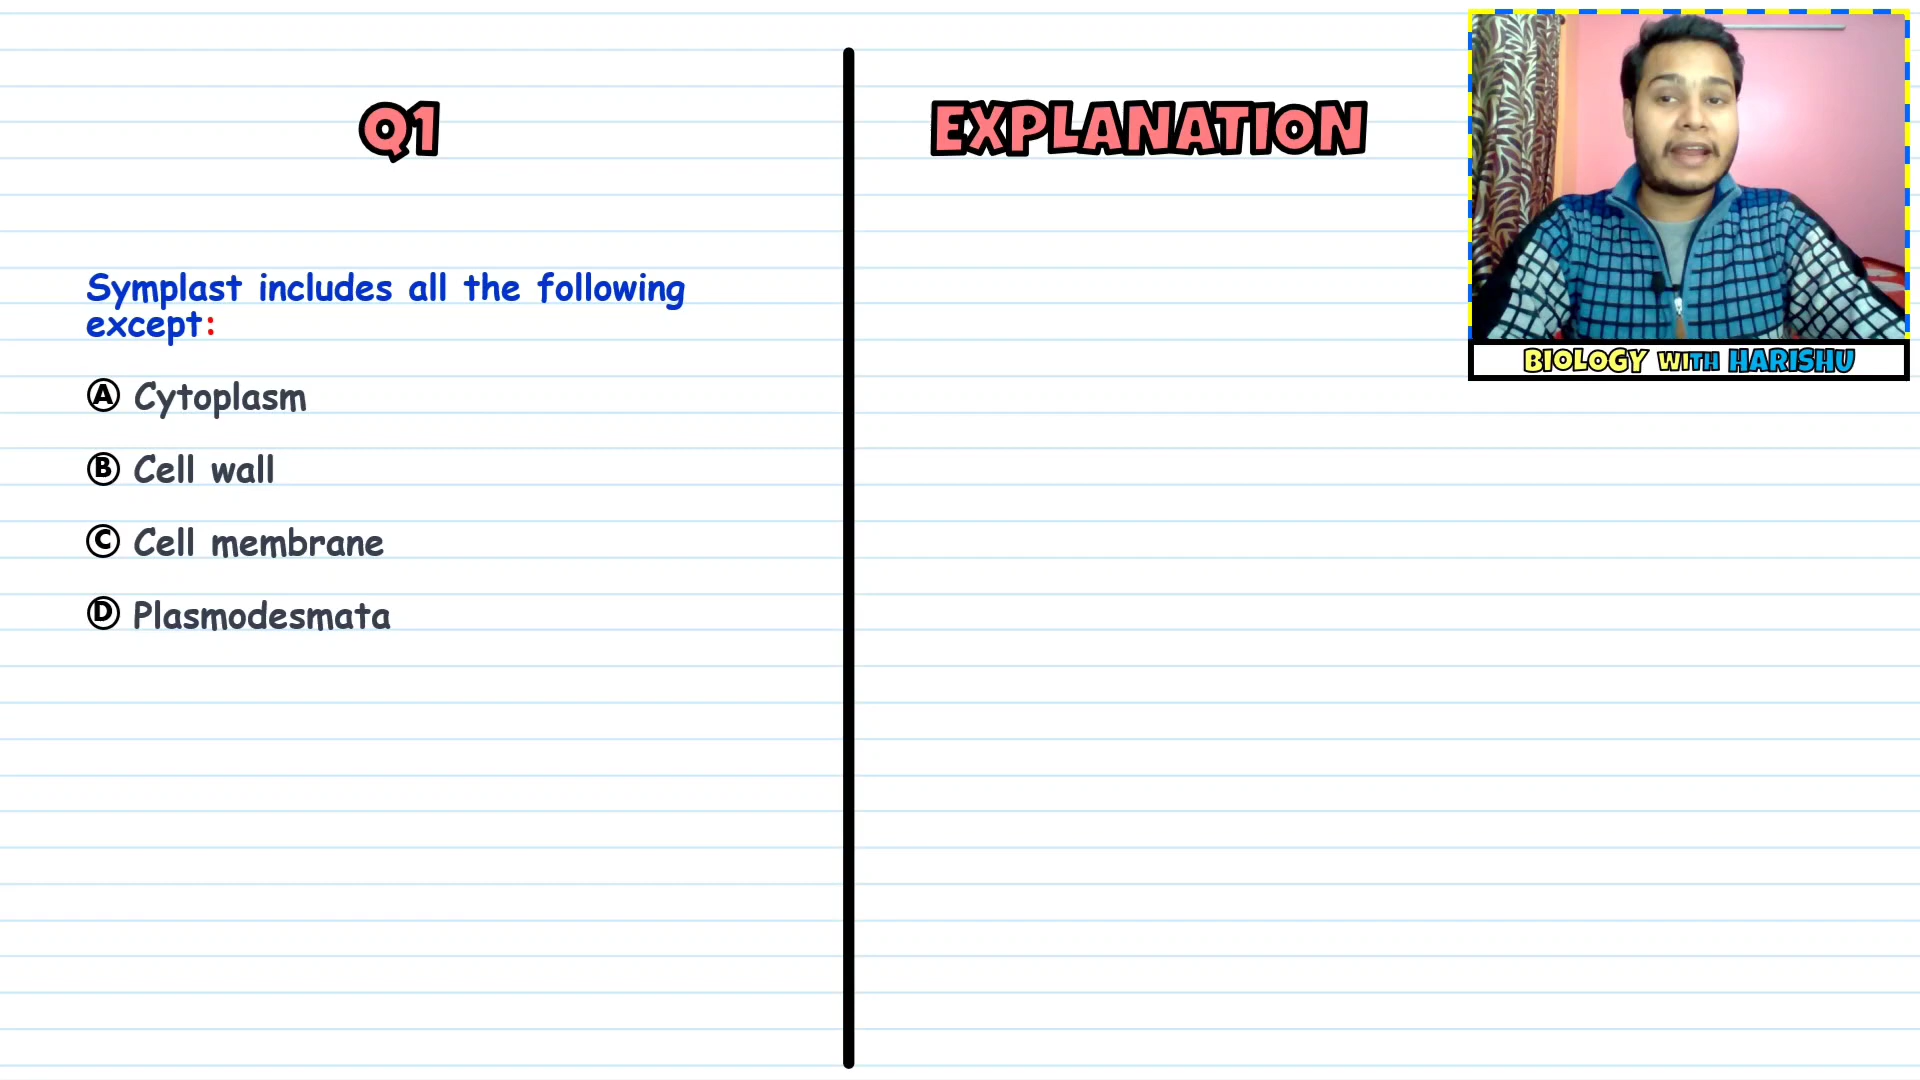 Q1
Symplast includes all the following
except:
A Cytoplasm
B Cell wall
C Cell membrane
D Plasmodesmata
EXPLANATION
BIOLOGY WITH HARISHU